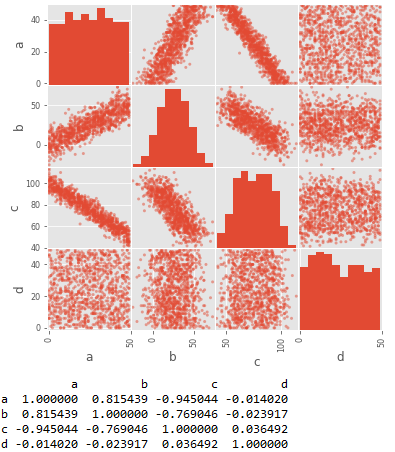 40
20
0
a
50
0
b
100
80
60
40
c
40
20
0
d
0 50 0 50 50 100 0 50
a b c d
a b c d
a 1.000000 0.815439 -0.945044 -0.014020
b 0.815439 1.000000 -0.769046 -0.023917
c -0.945044 -0.769046 1.000000 0.036492
d -0.014020 -0.023917 0.036492 1.000000